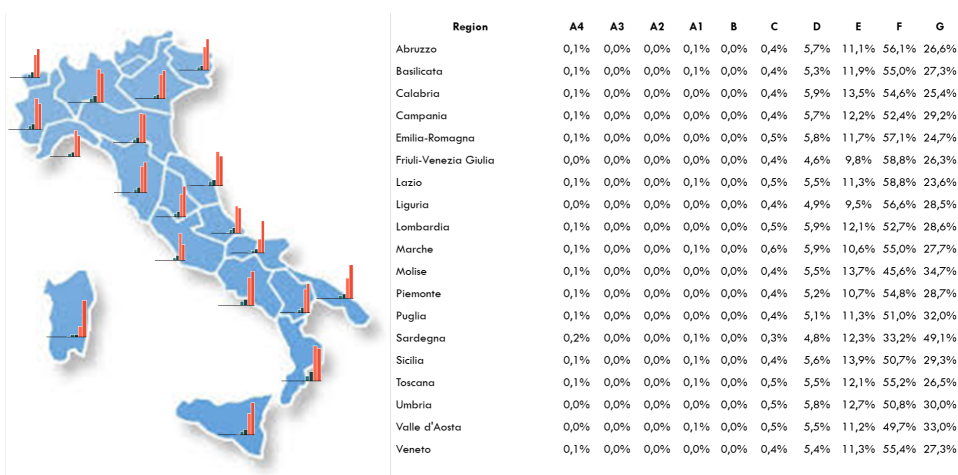 Region A4 A3 A2 A1 B C D E F G
Abruzzo 0,1% 0,0% 0,0% 0,1% 0,0% 0,4% 5,7% 11,1% 56,1% 26,6%
Basilicata 0,1% 0,0% 0,0% 0,1% 0,0% 0,4% 5,3% 11,9% 55,0% 27,3%
Calabria 0,1% 0,0% 0,0% 0,0% 0,0% 0,4% 5,9% 13,5% 54,6% 25,4%
Campania 0,1% 0,0% 0,0% 0,0% 0,0% 0,4% 5,7% 12,2% 52,4% 29,2%
Emilia-Romagna 0,1% 0,0% 0,0% 0,0% 0,0% 0,5% 5,8% 11,7% 57,1% 24,7%
Friuli-Venezia Giulia 0,0% 0,0% 0,0% 0,0% 0,0% 0,4% 4,6% 9,8% 58,8% 26,3%
Lazio 0,1% 0,0% 0,0% 0,1% 0,0% 0,5% 5,5% 11,3% 58,8% 23,6%
Liguria 0,0% 0,0% 0,0% 0,0% 0,0% 0,4% 4,9% 9,5% 56,6% 28,5%
Lombardia 0,1% 0,0% 0,0% 0,0% 0,0% 0,5% 5,9% 12,1% 52,7% 28,6%
Marche 0,1% 0,0% 0,0% 0,1% 0,0% 0,6% 5,9% 10,6% 55,0% 27,7%
Molise 0,1% 0,0% 0,0% 0,0% 0,0% 0,4% 5,5% 13,7% 45,6% 34,7%
Piemonte 0,1% 0,0% 0,0% 0,0% 0,0% 0,4% 5,2% 10,7% 54,8% 28,7%
Puglia 0,1% 0,0% 0,0% 0,0% 0,0% 0,4% 5,1% 11,3% 51,0% 32,0%
Sardegna 0,2% 0,0% 0,0% 0,1% 0,0% 0,3% 4,8% 12,3% 33,2% 49,1%
Sicilia 0,1% 0,0% 0,0% 0,1% 0,0% 0,4% 5,6% 13,9% 50,7% 29,3%
Toscana 0,1% 0,0% 0,0% 0,1% 0,0% 0,5% 5,5% 12,1% 55,2% 26,5%
Umbria 0,0% 0,0% 0,0% 0,0% 0,0% 0,5% 5,8% 12,7% 50,8% 30,0%
Valle d'Aosta 0,0% 0,0% 0,0% 0,1% 0,0% 0,5% 5,5% 11,2% 49,7% 33,0%
Veneto 0,1% 0,0% 0,0% 0,0% 0,0% 0,4% 5,4% 11,3% 55,4% 27,3%